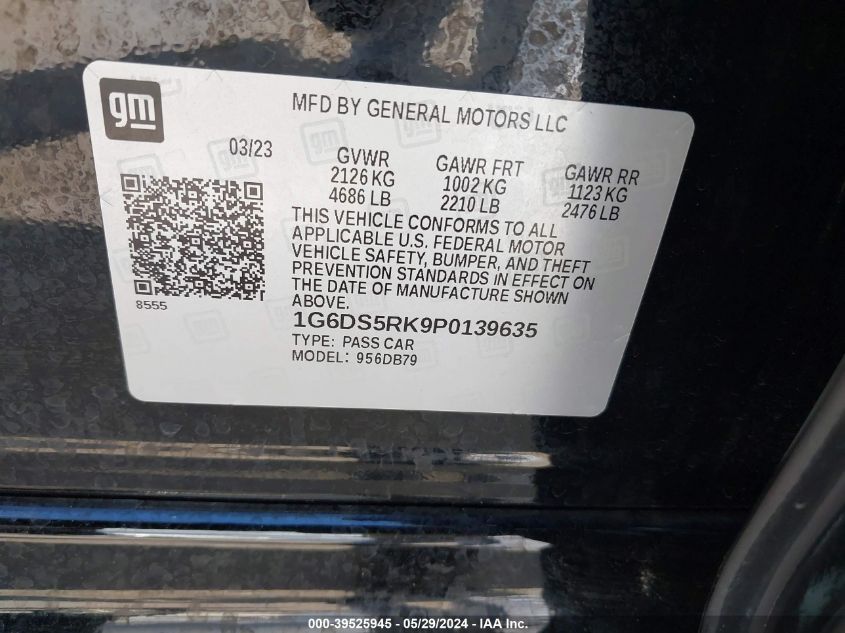 gm
MFD BY GENERAL MOTORS LLC
03/23
GVWR
2126 KG
4686 LB
GAWR FRT
1002 KG
2210 LB
GAWR RR
1123 KG
2476 LB
THIS VEHICLE CONFORMS TO ALL
APPLICABLE U.S. FEDERAL MOTOR
VEHICLE SAFETY, BUMPER, AND THEFT
PREVENTION STANDARDS IN EFFECT ON
THE DATE OF MANUFACTURE SHOWN
ABOVE.
8555
1G6DS5RK9P0139635
TYPE: PASS CAR
MODEL: 956DB79
000-39525945 - 05/29/2024 - IAA